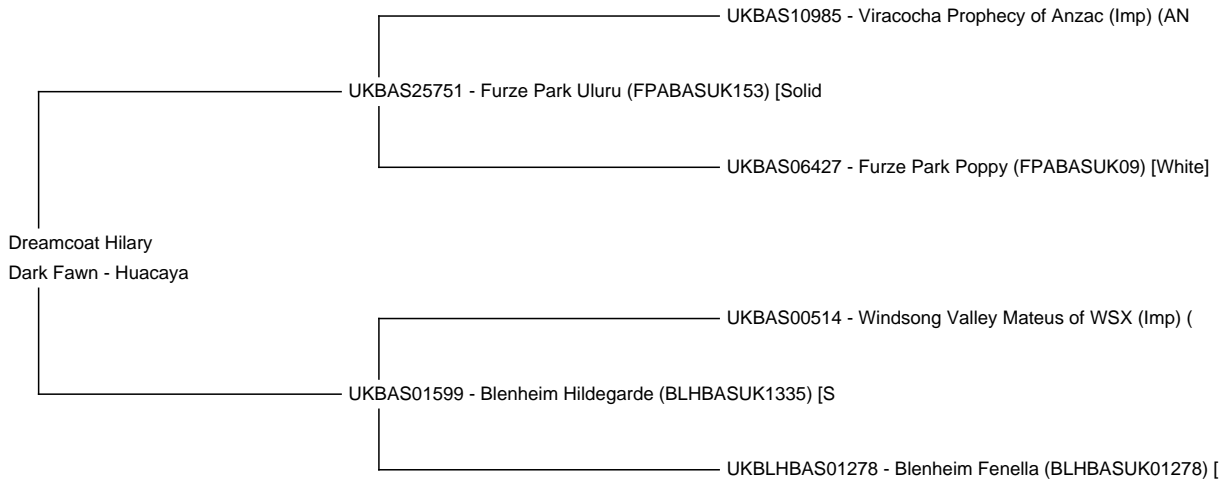 UKBAS10985 - Viracocha Prophecy of Anzac (Imp) (AN
UKBAS25751 - Furze Park Uluru (FPABASUK153) [Solid
UKBAS06427 - Furze Park Poppy (FPABASUK09) [White]
Dreamcoat Hilary
Dark Fawn - Huacaya
UKBAS00514 - Windsong Valley Mateus of WSX (Imp) (
UKBAS01599 - Blenheim Hildegarde (BLHBASUK1335) [S
UKBLHBAS01278 - Blenheim Fenella (BLHBASUK01278) [